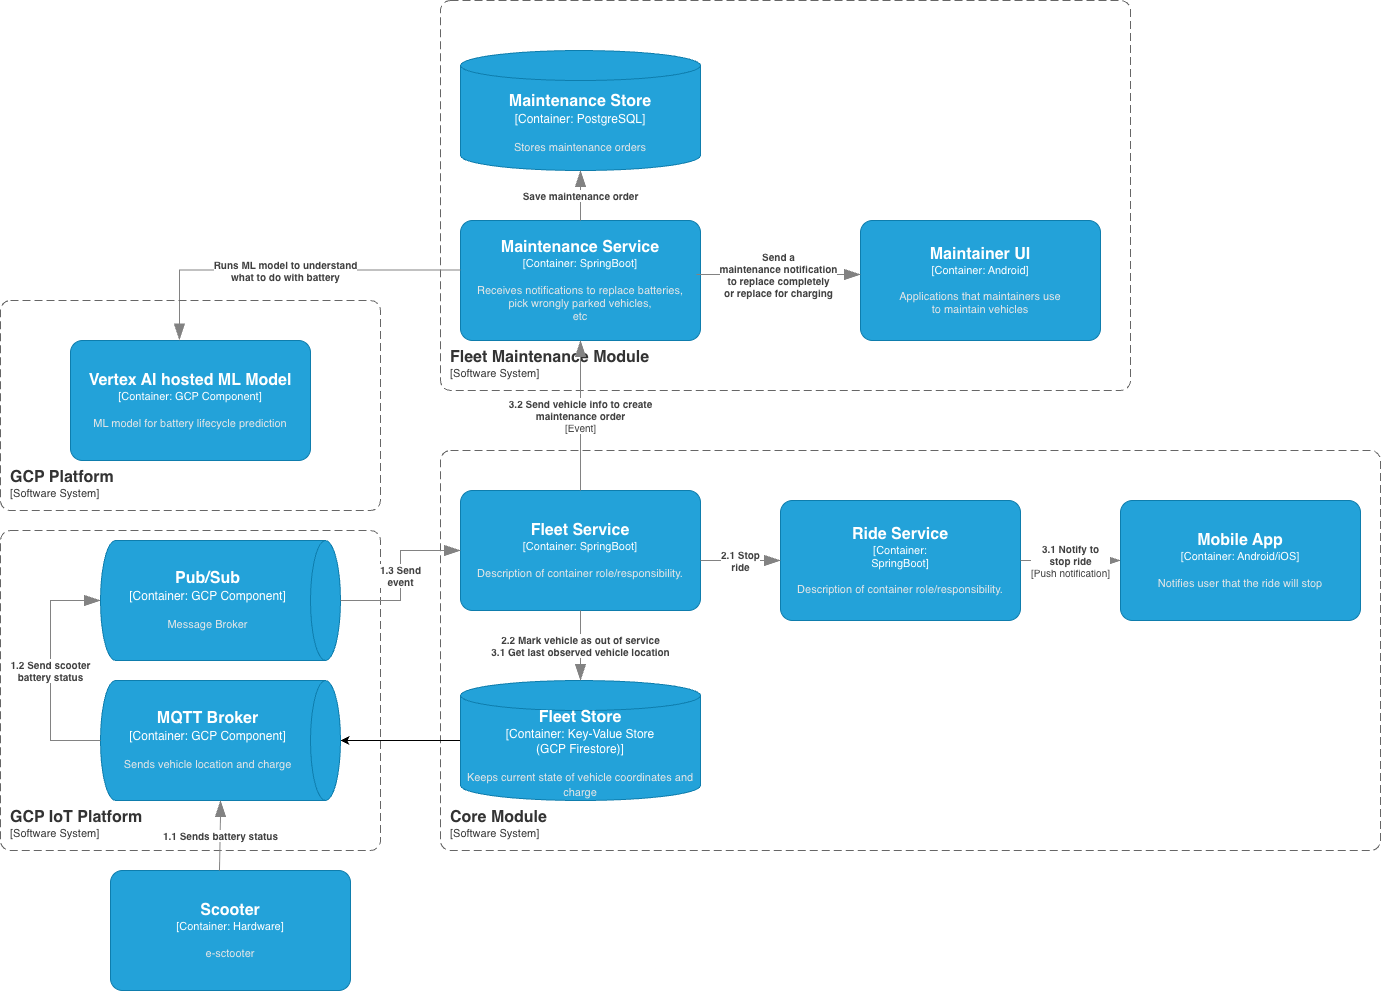 Maintenance Store
[Container: PostgreSQL]
Stores maintenance orders
Save maintenance order
Maintenance Service
[Container: SpringBoot]
Receives notifications to replace batteries,
pick wrongly parked vehicles,
etc
Send a
maintenance notification
to replace completely
or replace for charging
Maintainer UI
[Container: Android]
Applications that maintainers use
to maintain vehicles
Runs ML model to understand
what to do with battery
Fleet Maintenance Module
[Software System]
Vertex AI hosted ML Model
[Container: GCP Component]
ML model for battery lifecycle prediction
GCP Platform
[Software System]
3.2 Send vehicle info to create
maintenance order
[Event]
Fleet Service
[Container: SpringBoot]
Description of container role/responsibility.
2.1 Stop
ride
Ride Service
[Container:
SpringBoot]
Description of container role/responsibility.
3.1 Notify to
stop ride
[Push notification]
Mobile App
[Container: Android/iOS]
Notifies user that the ride will stop
Pub/Sub
[Container: GCP Component]
Message Broker
1.3 Send
event
1.2 Send scooter
battery status
2.2 Mark vehicle as out of service
3.1 Get last observed vehicle location
MQTT Broker
[Container: GCP Component]
Sends vehicle location and charge
Fleet Store
[Container: Key-Value Store
(GCP Firestore)]
Keeps current state of vehicle coordinates and
charge
GCP IoT Platform
[Software System]
Core Module
[Software System]
1.1 Sends battery status
Scooter
[Container: Hardware]
e-sctooter